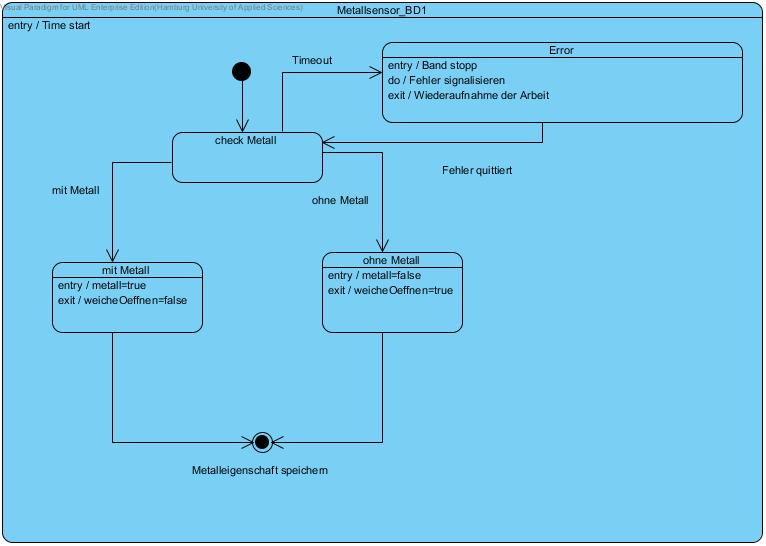 Visual Paradigm for UML Enterprise Edition(Hamburg University of Applied Sciences)
Metallsensor_BD1
entry / Time start
Error
Timeout
entry / Band stopp
do / Fehler signalisieren
exit / Wiederaufnahme der Arbeit
check Metall
Fehler quittiert
mit Metall
ohne Metall
ohne Metall
entry / metall=false
exit / weicheOeffnen=true
mit Metall
entry / metall=true
exit / weicheOeffnen=false
Metalleigenschaft speichern